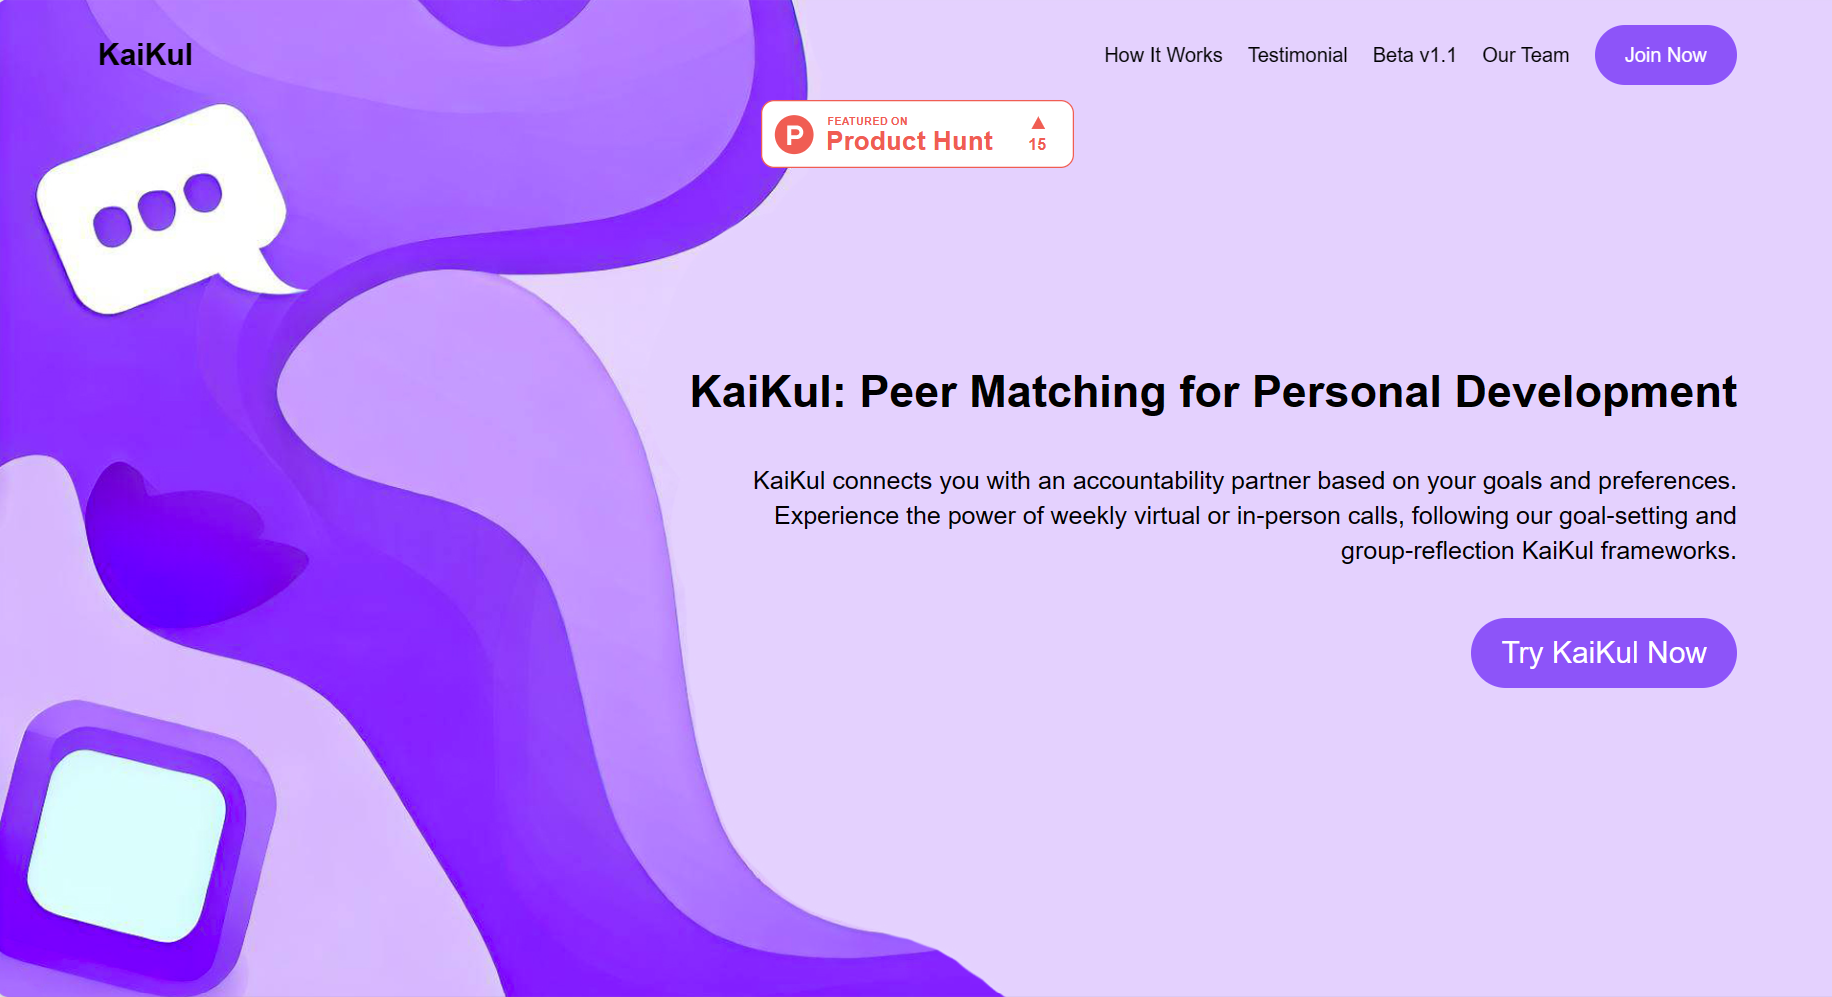 KaiKul
How It Works
Testimonial
Beta v1.1
Our Team
Join Now
FEATURED ON
Product Hunt
15
KaiKul: Peer Matching for Personal Development
KaiKul connects you with an accountability partner based on your goals and preferences.
Experience the power of weekly virtual or in-person calls, following our goal-setting and
group-reflection KaiKul frameworks.
Try KaiKul Now